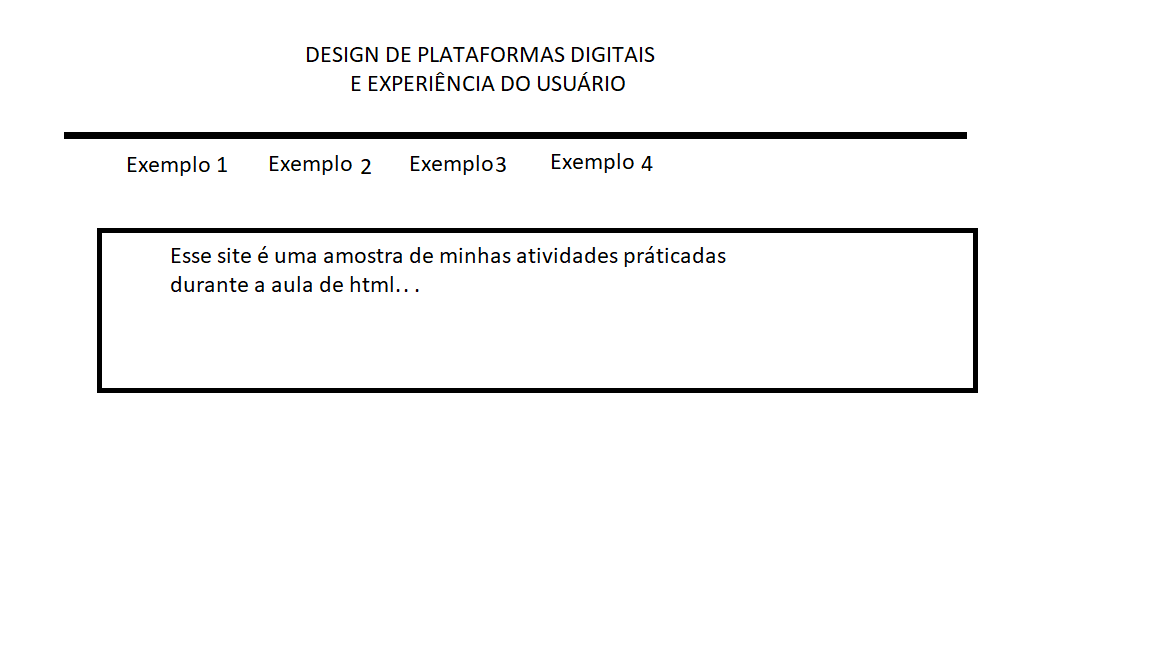 DESIGN DE PLATAFORMAS DIGITAIS
E EXPERIÊNCIA DO USUÁRIO
Exemplo 1 Exemplo 2 Exemplo3 Exemplo 4
Esse site é uma amostra de minhas atividades práticadas
durante a aula de html. . .